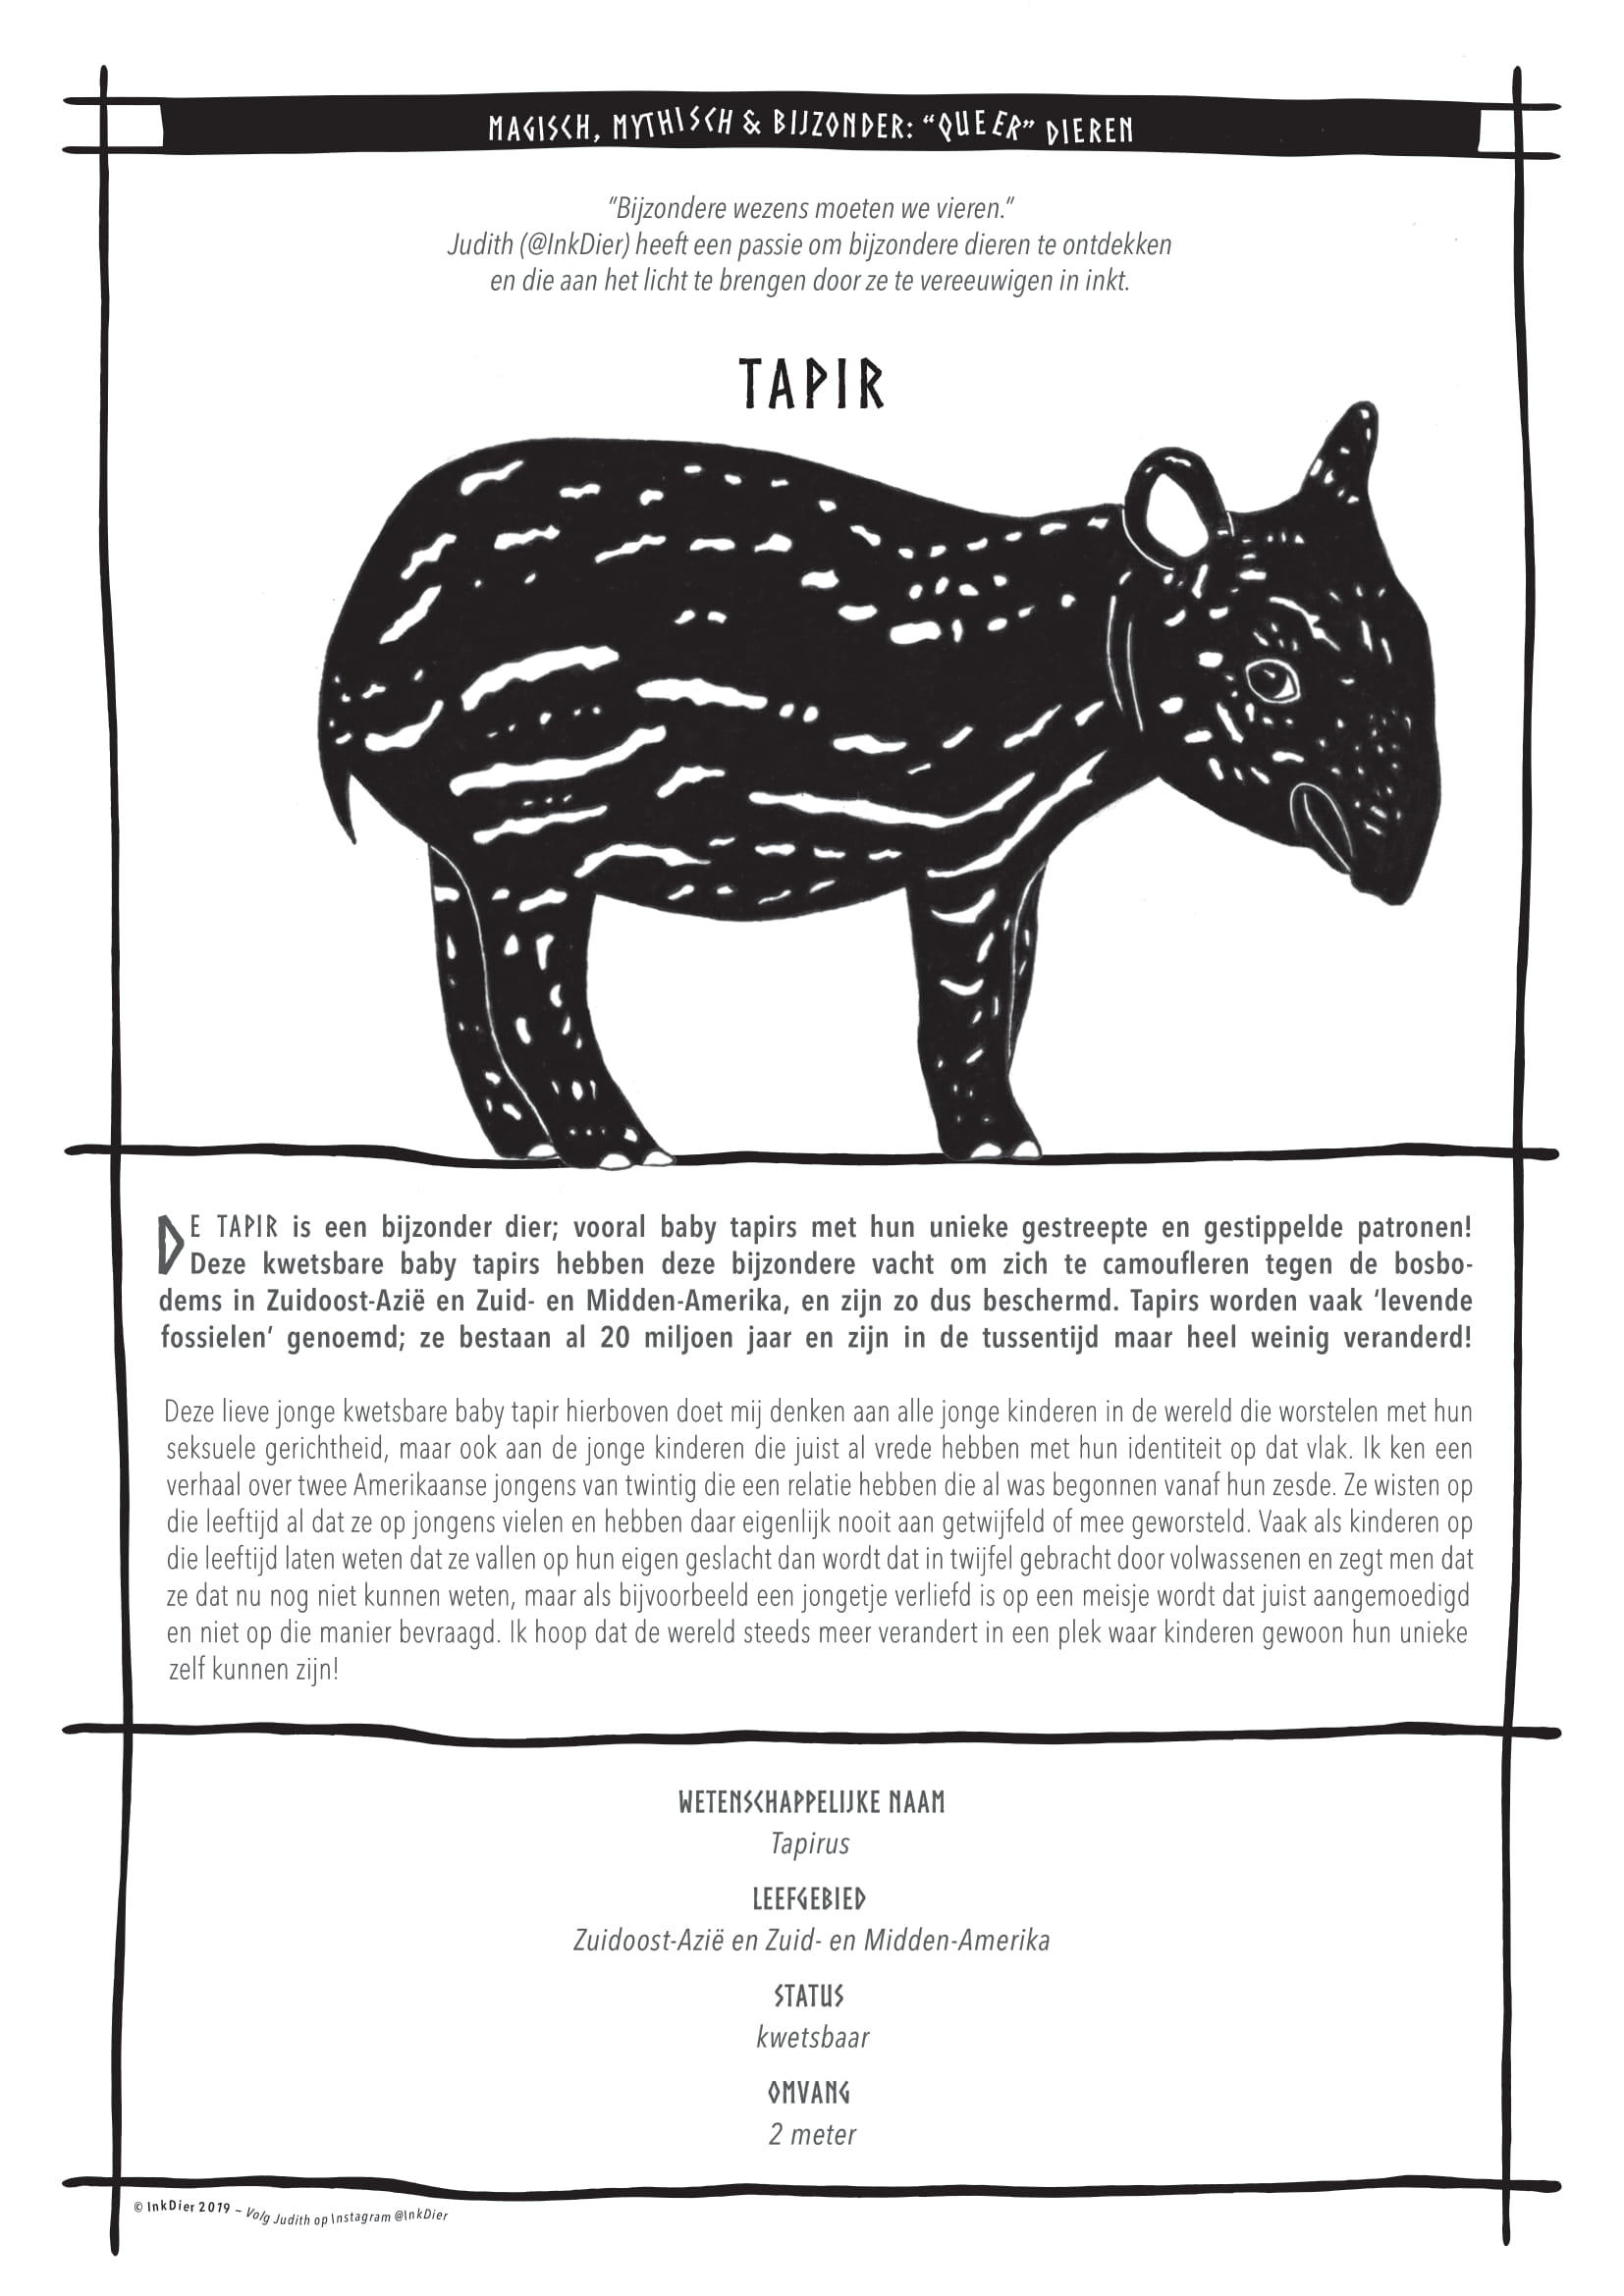 MAGISCH, MYTHISCH & BIJZONDER: “QUEER” DIEREN
“Bijzondere wezens moeten we vieren.”
Judith (@InkDier) heeft een passie om bijzondere dieren te ontdekken
en die aan het licht te brengen door ze te vereeuwigen in inkt.
TAPIR
DE TAPIR is een bijzonder dier; vooral baby tapirs met hun unieke gestreepte en gestippelde patronen!
Deze kwetsbare baby tapirs hebben deze bijzondere vacht om zich te camoufleren tegen de bosbo-
dems in Zuidoost-Azië en Zuid- en Midden-Amerika, en zijn zo dus beschermd. Tapirs worden vaak ‘levende
fossielen’ genoemd; ze bestaan al 20 miljoen jaar en zijn in de tussentijd maar heel weinig veranderd!
Deze lieve jonge kwetsbare baby tapir hierboven doet mij denken aan alle jonge kinderen in de wereld die worstelen met hun
seksuele gerichtheid, maar ook aan de jonge kinderen die juist al vrede hebben met hun identiteit op dat vlak. Ik ken een
verhaal over twee Amerikaanse jongens van twintig die een relatie hebben die al was begonnen vanaf hun zesde. Ze wisten op
die leeftijd al dat ze op jongens vielen en hebben daar eigenlijk nooit aan getwijfeld of mee geworsteld. Vaak als kinderen op
die leeftijd laten weten dat ze vallen op hun eigen geslacht dan wordt dat in twijfel gebracht door volwassenen en zegt men dat
ze dat nu nog niet kunnen weten, maar als bijvoorbeeld een jongetje verliefd is op een meisje wordt dat juist aangemoedigd
en niet op die manier bevraagd. Ik hoop dat de wereld steeds meer verandert in een plek waar kinderen gewoon hun unieke
zelf kunnen zijn!
WETENSCHAPPELIJKE NAAM
Tapirus
LEEFGEBIED
Zuidoost-Azië en Zuid- en Midden-Amerika
STATUS
kwetsbaar
OMVANG
2 meter
© InkDier 2019 – Volg Judith op Instagram @InkDier